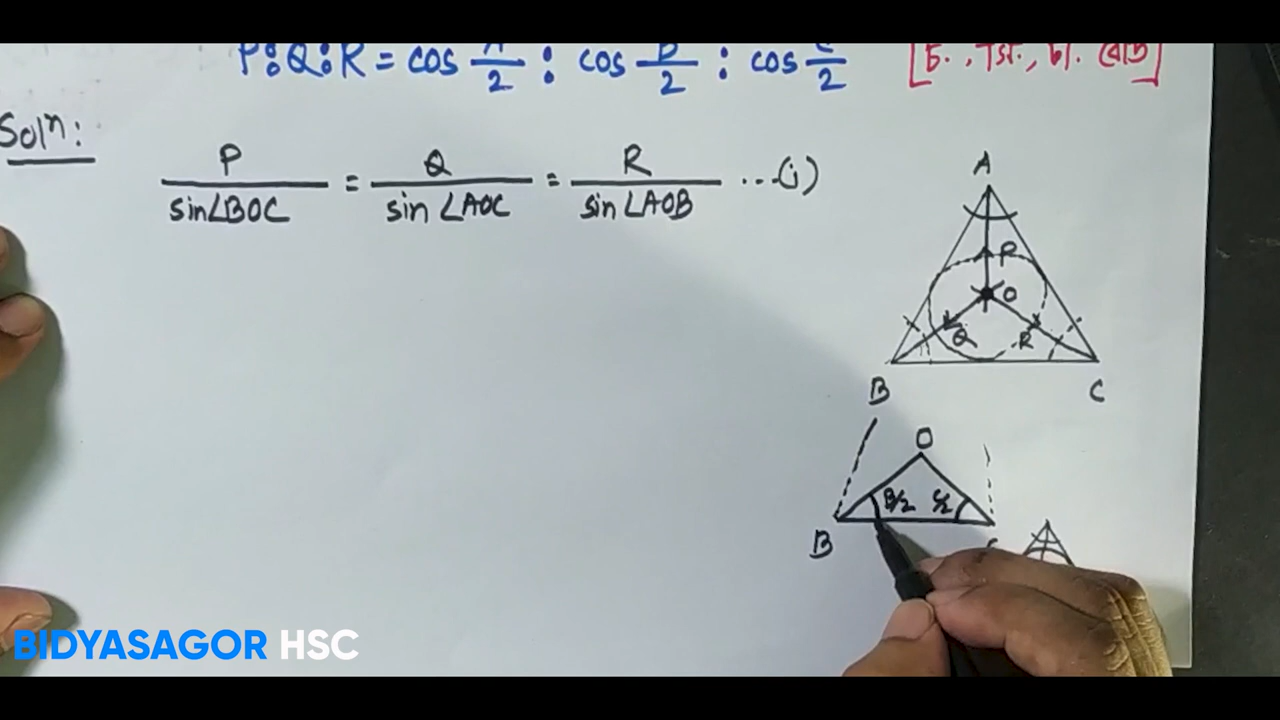 P:Q:R = cos A/2 : cos B/2 : cos C/2
Solⁿ:
P/sin∠BOC = Q/sin∠AOC = R/sin∠AOB ...(i)
A
P
O
Q R
B C
O
B/2 C/2
B
BIDYASAGOR HSC